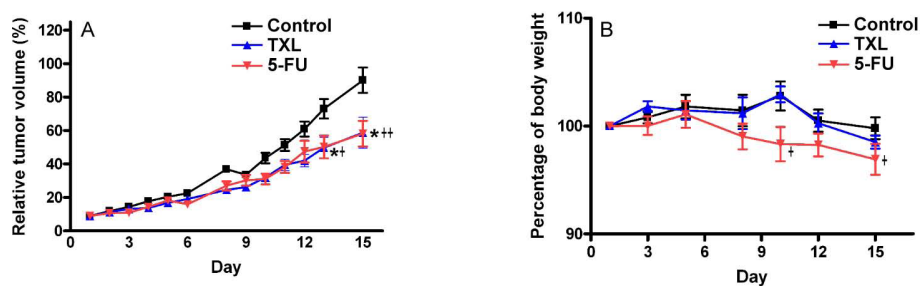 A
Control
TXL
5-FU
Relative tumor volume (%)
120
100
80
60
40
20
0
*†
*††
0 3 6 9 12 15
Day
B
Control
TXL
5-FU
Percentage of body weight
110
100
90
†
†
0 3 6 9 12 15
Day